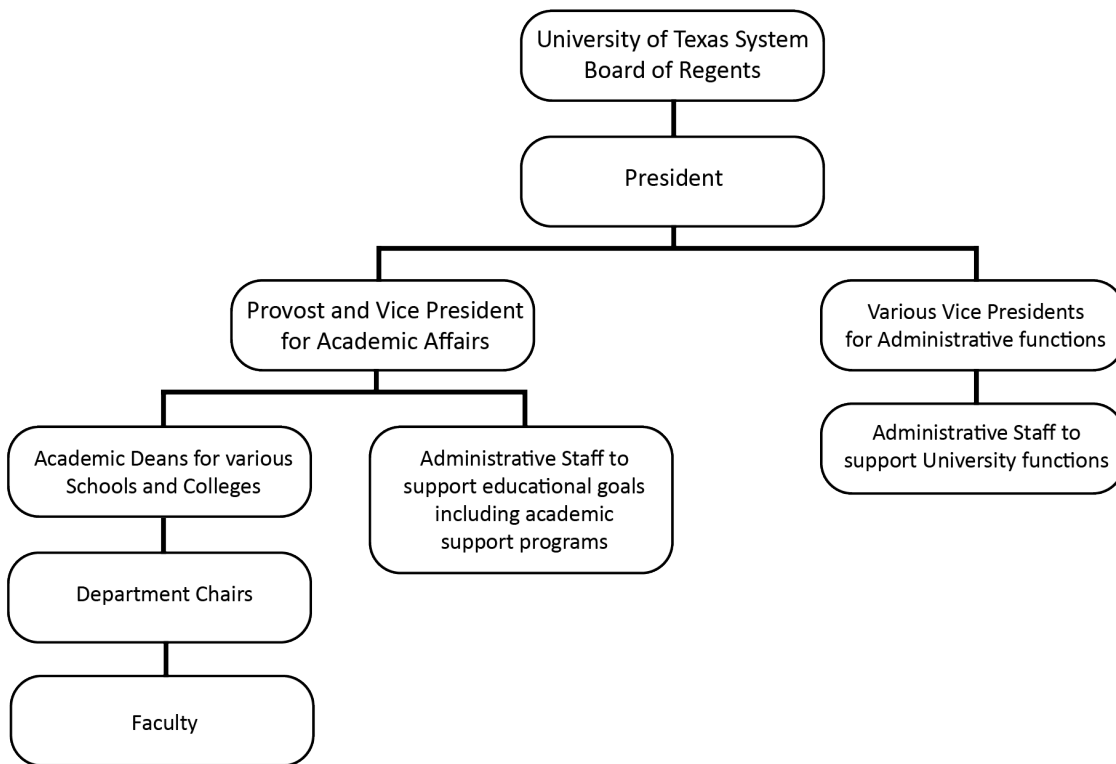 University of Texas System
Board of Regents
President
Provost and Vice President
for Academic Affairs
Various Vice Presidents
for Administrative functions
Academic Deans for various
Schools and Colleges
Administrative Staff to
support educational goals
including academic
support programs
Administrative Staff to
support University functions
Department Chairs
Faculty